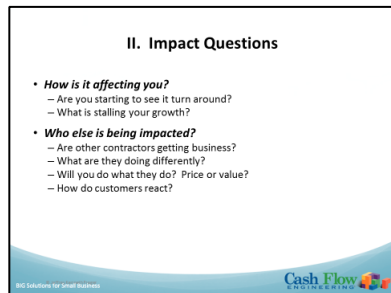 II. Impact Questions
• How is it affecting you?
– Are you starting to see it turn around?
– What is stalling your growth?
• Who else is being impacted?
– Are other contractors getting business?
– What are they doing differently?
– Will you do what they do? Price or value?
– How do customers react?
BIG Solutions for Small Business
Cash Flow
ENGINEERING